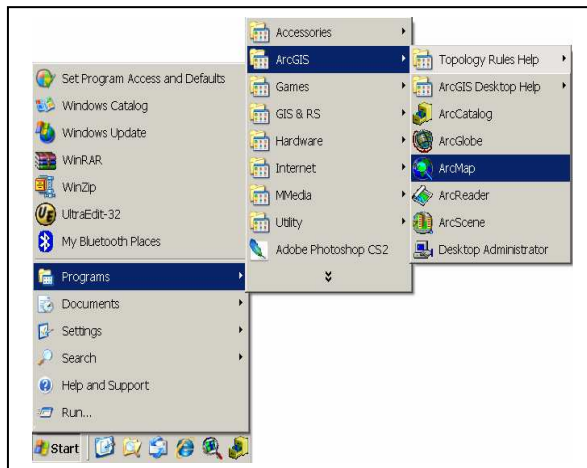 Set Program Access and Defaults
Windows Catalog
Windows Update
WinRAR
WinZip
UltraEdit-32
My Bluetooth Places
Programs
Documents
Settings
Search
Help and Support
Run...
Start
Accessories
ArcGIS
Games
GIS & RS
Hardware
Internet
MMedia
Utility
Adobe Photoshop CS2
Topology Rules Help
ArcGIS Desktop Help
ArcCatalog
ArcGlobe
ArcMap
ArcReader
ArcScene
Desktop Administrator